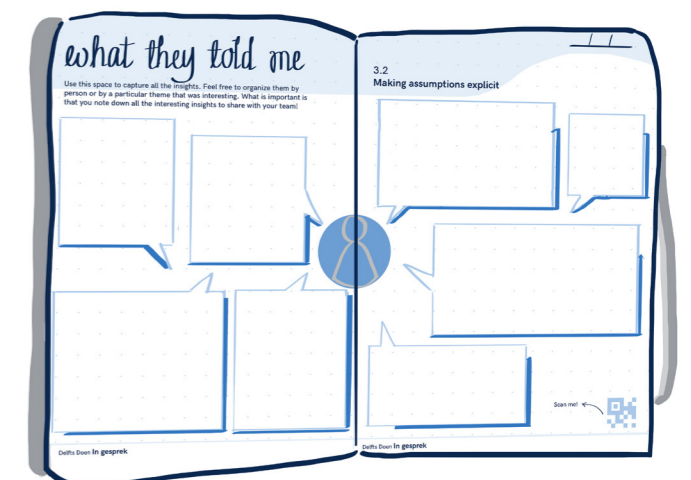 what they told me
Use this space to capture all the insights. Feel free to organize them by
person or by a particular theme that was interesting. What is important is
that you note down all the interesting insights to share with your team!
3.2
Making assumptions explicit
Scan me!
Delfts Doen In gesprek
Delfts Doen In gesprek